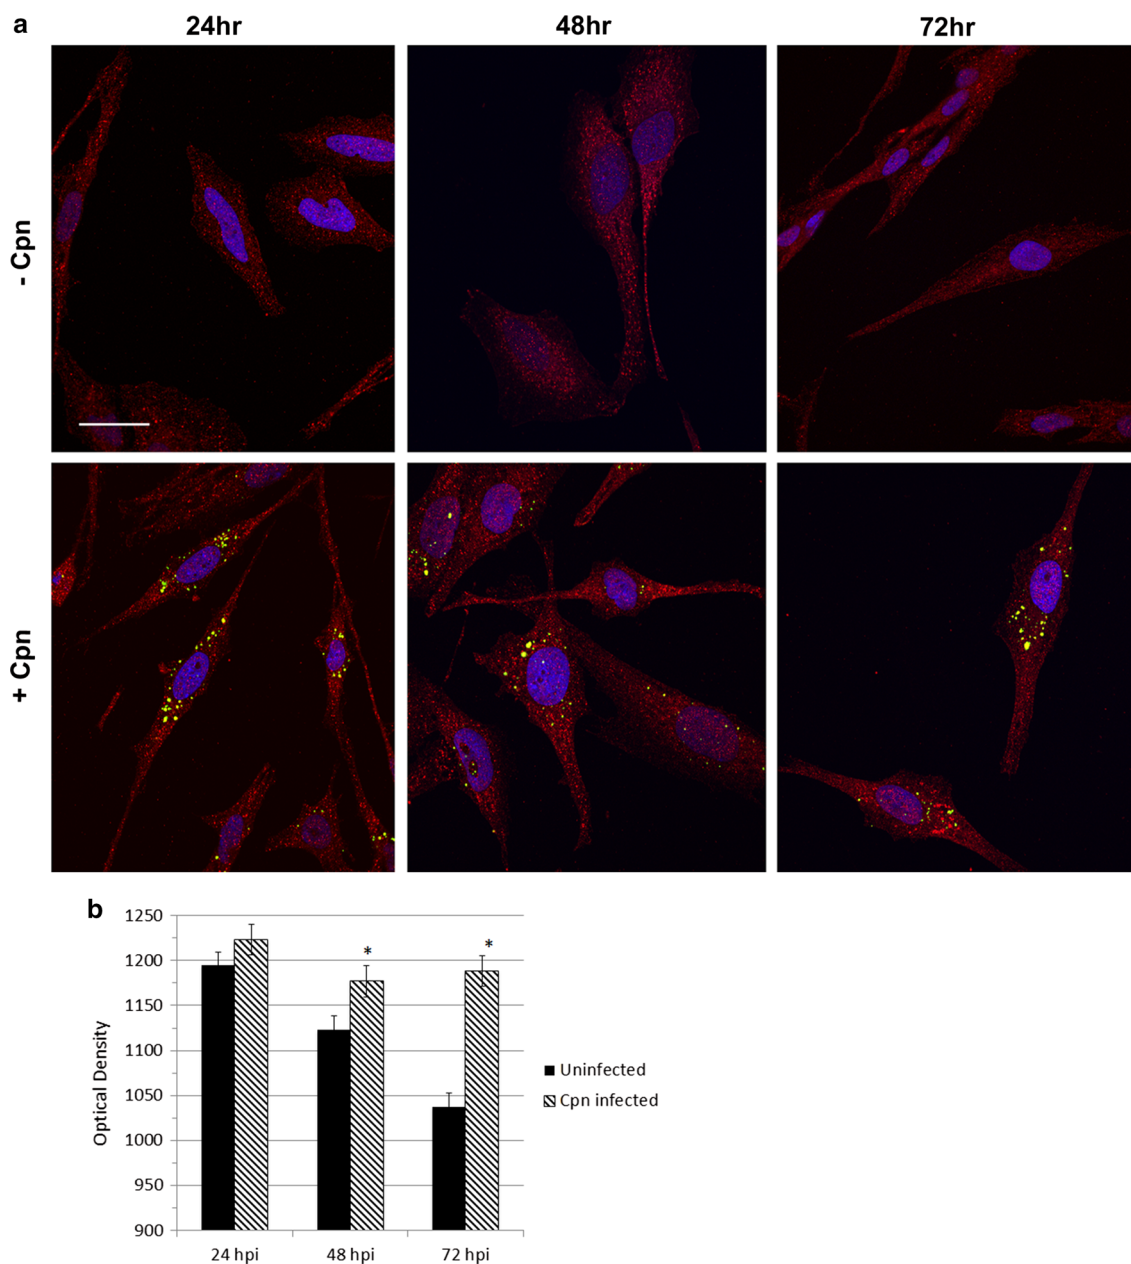 a
24hr
48hr
72hr
- Cpn
+ Cpn
b
Optical Density
1250
1200
1150
1100
1050
1000
950
900
*
*
24 hpi
48 hpi
72 hpi
Uninfected
Cpn infected